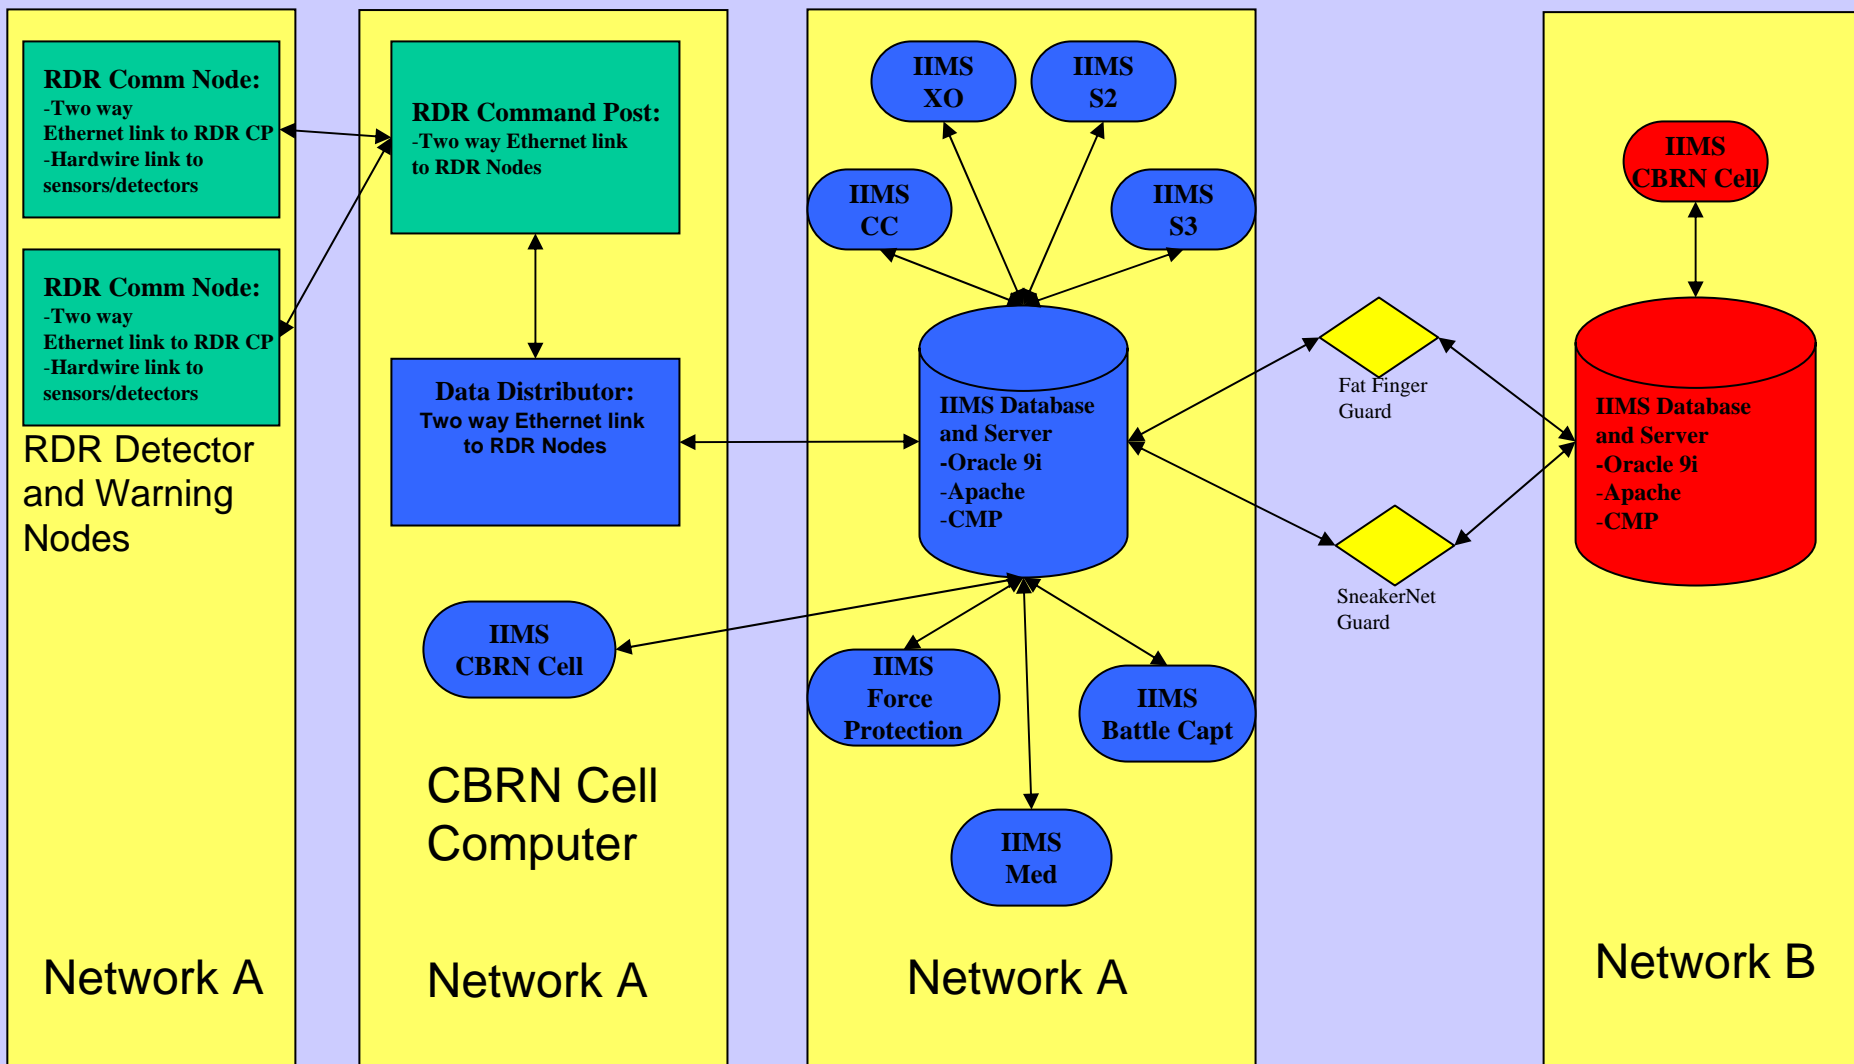 RDR Comm Node:
-Two way
Ethernet link to RDR CP
-Hardwire link to
sensors/detectors
RDR Comm Node:
-Two way
Ethernet link to RDR CP
-Hardwire link to
sensors/detectors
RDR Detector
and Warning
Nodes
Network A
RDR Command Post:
-Two way Ethernet link
to RDR Nodes
Data Distributor:
Two way Ethernet link
to RDR Nodes
IIMS
CBRN Cell
CBRN Cell
Computer
Network A
IIMS
XO
IIMS
S2
IIMS
CC
IIMS
S3
IIMS Database
and Server
-Oracle 9i
-Apache
-CMP
IIMS
Force
Protection
IIMS
Battle Capt
IIMS
Med
Network A
Fat Finger
Guard
SneakerNet
Guard
IIMS
CBRN Cell
IIMS Database
and Server
-Oracle 9i
-Apache
-CMP
Network B